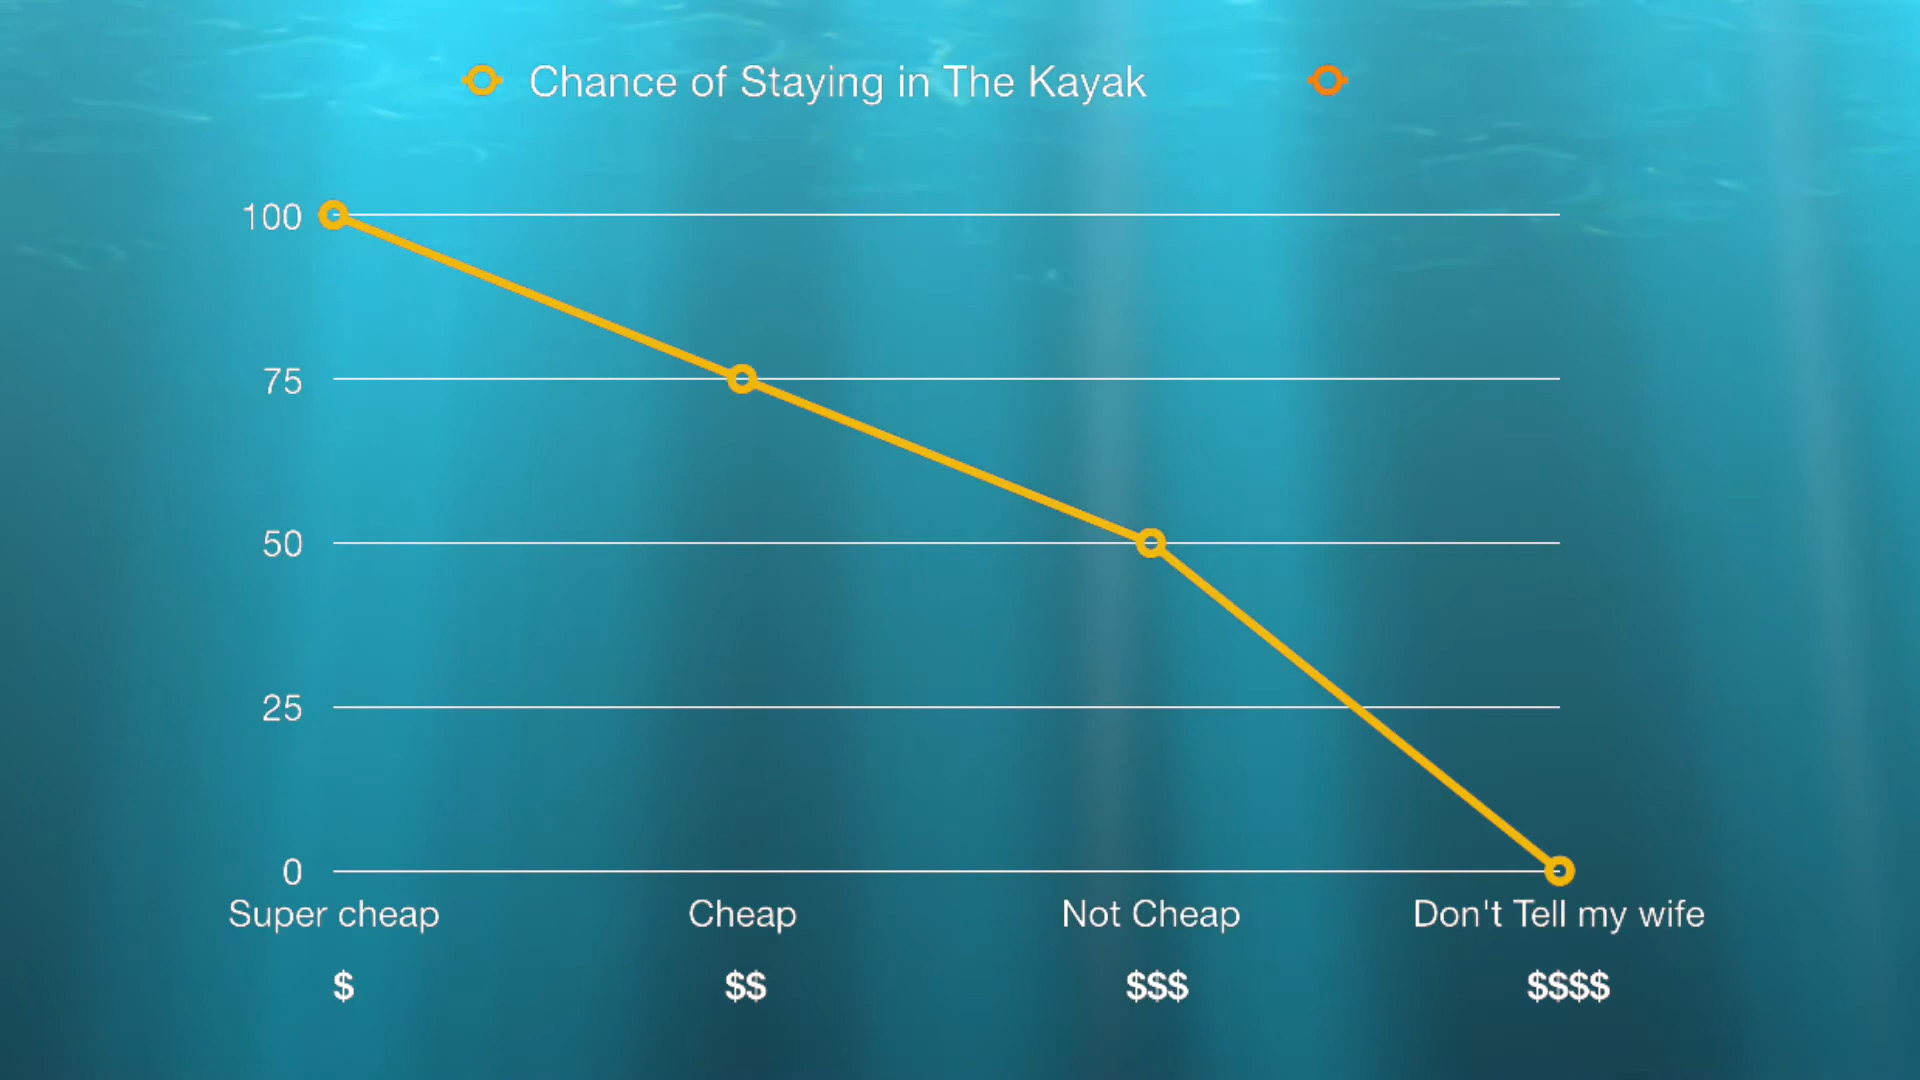 Chance of Staying in The Kayak
100
75
50
25
0
Super cheap Cheap Not Cheap Don't Tell my wife
$ $$ $$$ $$$$